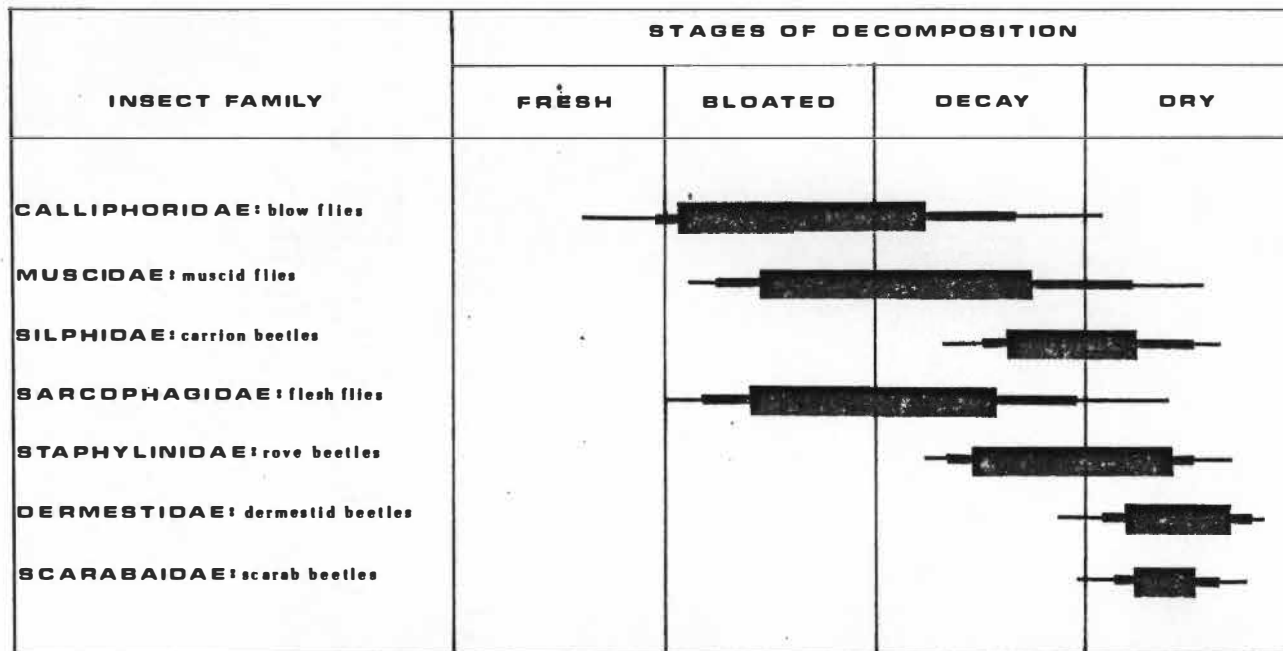 STAGES OF DECOMPOSITION
INSECT FAMILY FRESH BLOATED DECAY DRY
CALLIPHORIDAE: blow flies
MUSCIDAE: muscid flies
SILPHIDAE: carrion beetles
SARCOPHAGIDAE: flesh flies
STAPHYLINIDAE: rove beetles
DERMESTIDAE: dermestid beetles
SCARABAIDAE: scarab beetles